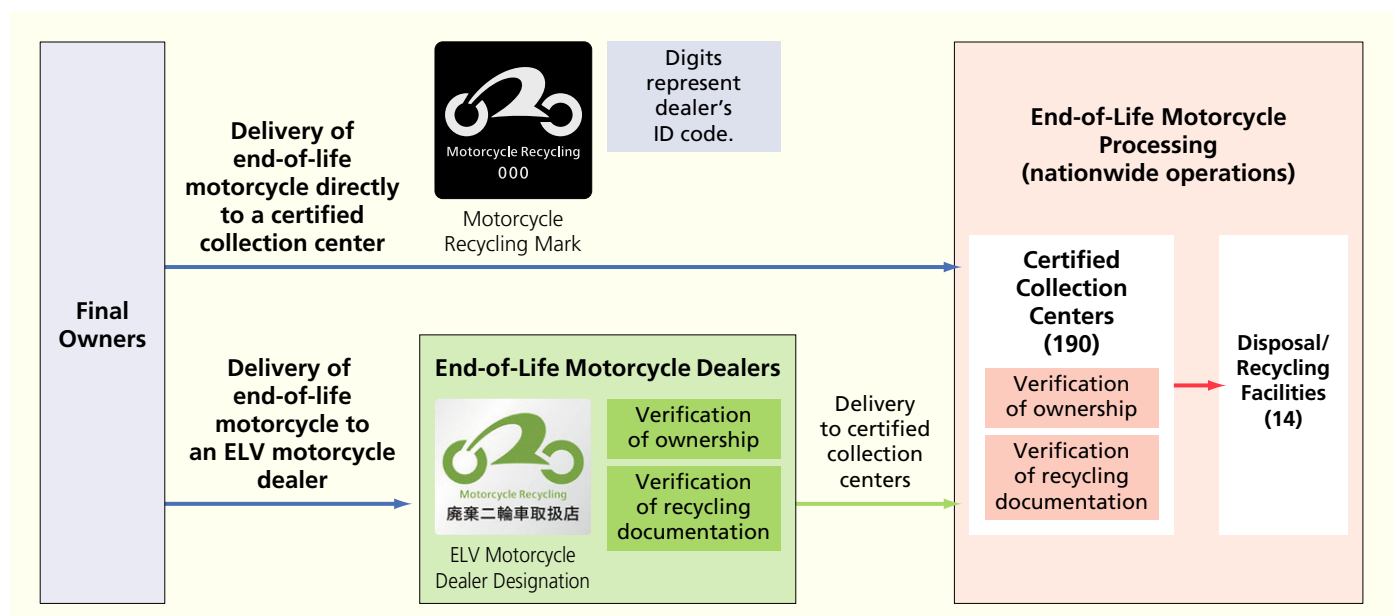 Final
Owners
Delivery of
end-of-life
motorcycle directly
to a certified
collection center
Motorcycle Recycling
000
Motorcycle
Recycling Mark
Digits
represent
dealer's
ID code.
Delivery of
end-of-life
motorcycle to
an ELV motorcycle
dealer
End-of-Life Motorcycle Dealers
Motorcycle Recycling
廃棄二輪車取扱店
ELV Motorcycle
Dealer Designation
Verification
of ownership
Verification
of recycling
documentation
Delivery
to certified
collection
centers
End-of-Life Motorcycle
Processing
(nationwide operations)
Certified
Collection
Centers
(190)
Verification
of ownership
Verification
of recycling
documentation
Disposal/
Recycling
Facilities
(14)